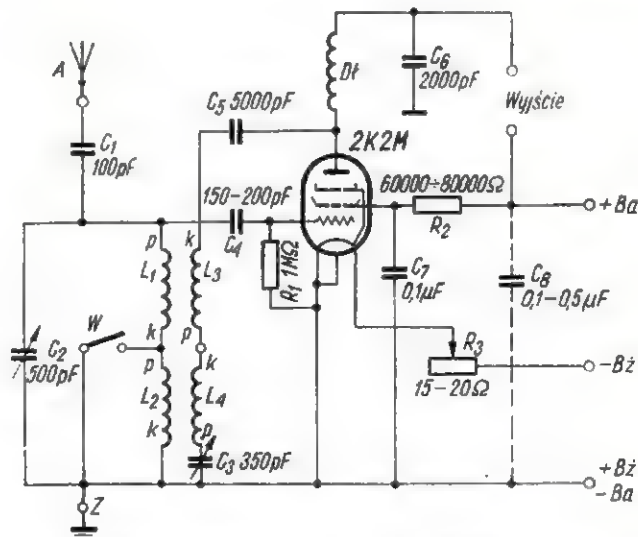 A
C1
100pF
C5 5000pF
Dł
C6
2000pF
Wyjście
2K2M
60000÷80000Ω
R2
+Ba
150-200pF
C4
R1 1MΩ
C7
0,1μF
C8
0,1-0,5μF
p
L1
k
k
L3
p
W
C2
500pF
p
L2
k
k
L4
p
C3 350pF
R3
15-20Ω
-Bż
+Bż
-Ba
Z